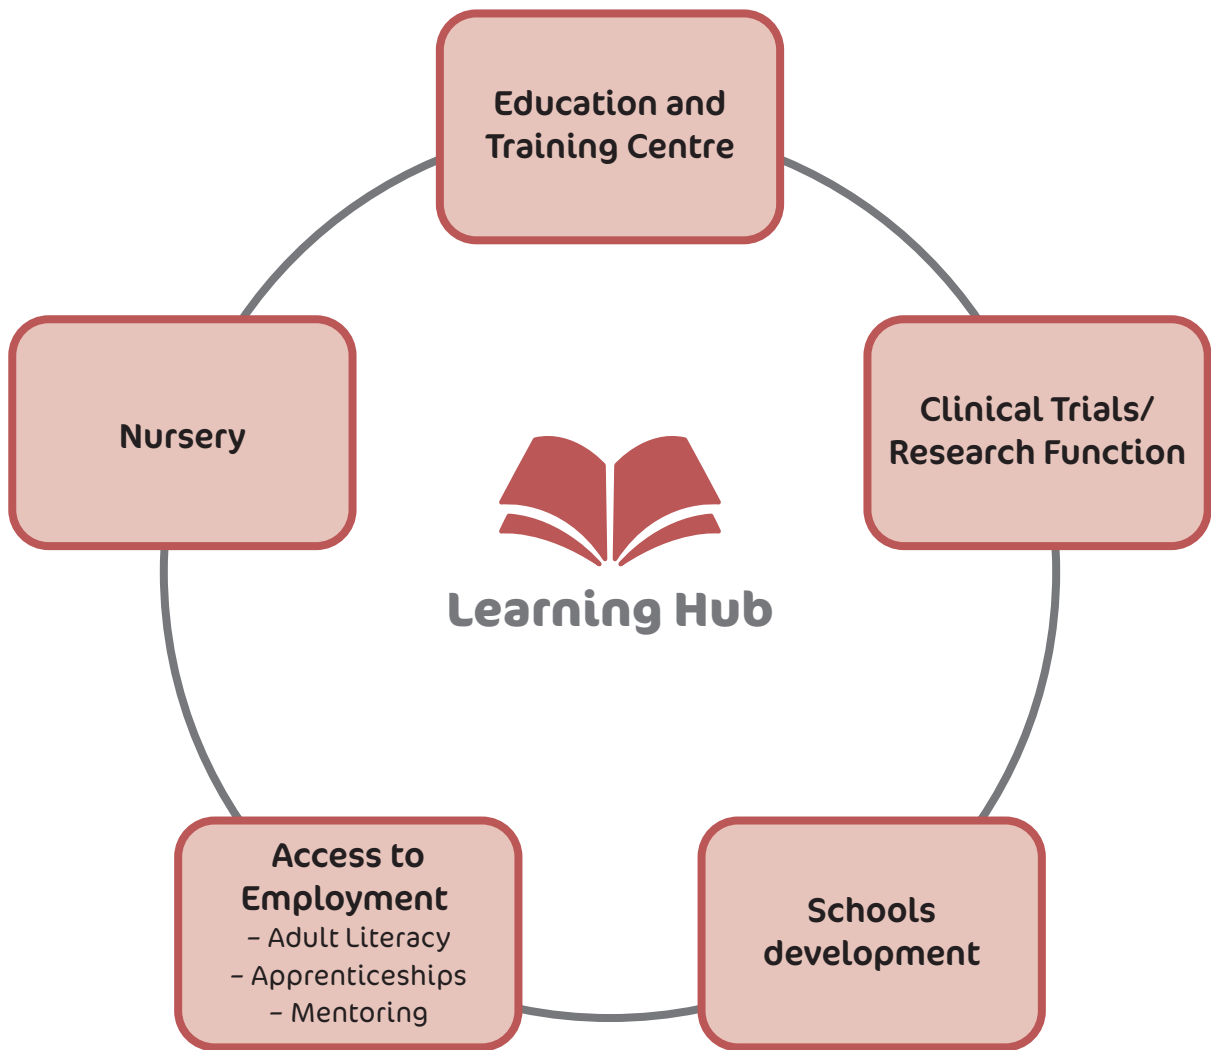 Education and
Training Centre
Clinical Trials/
Research Function
Schools
development
Access to
Employment
– Adult Literacy
– Apprenticeships
– Mentoring
Nursery
Learning Hub